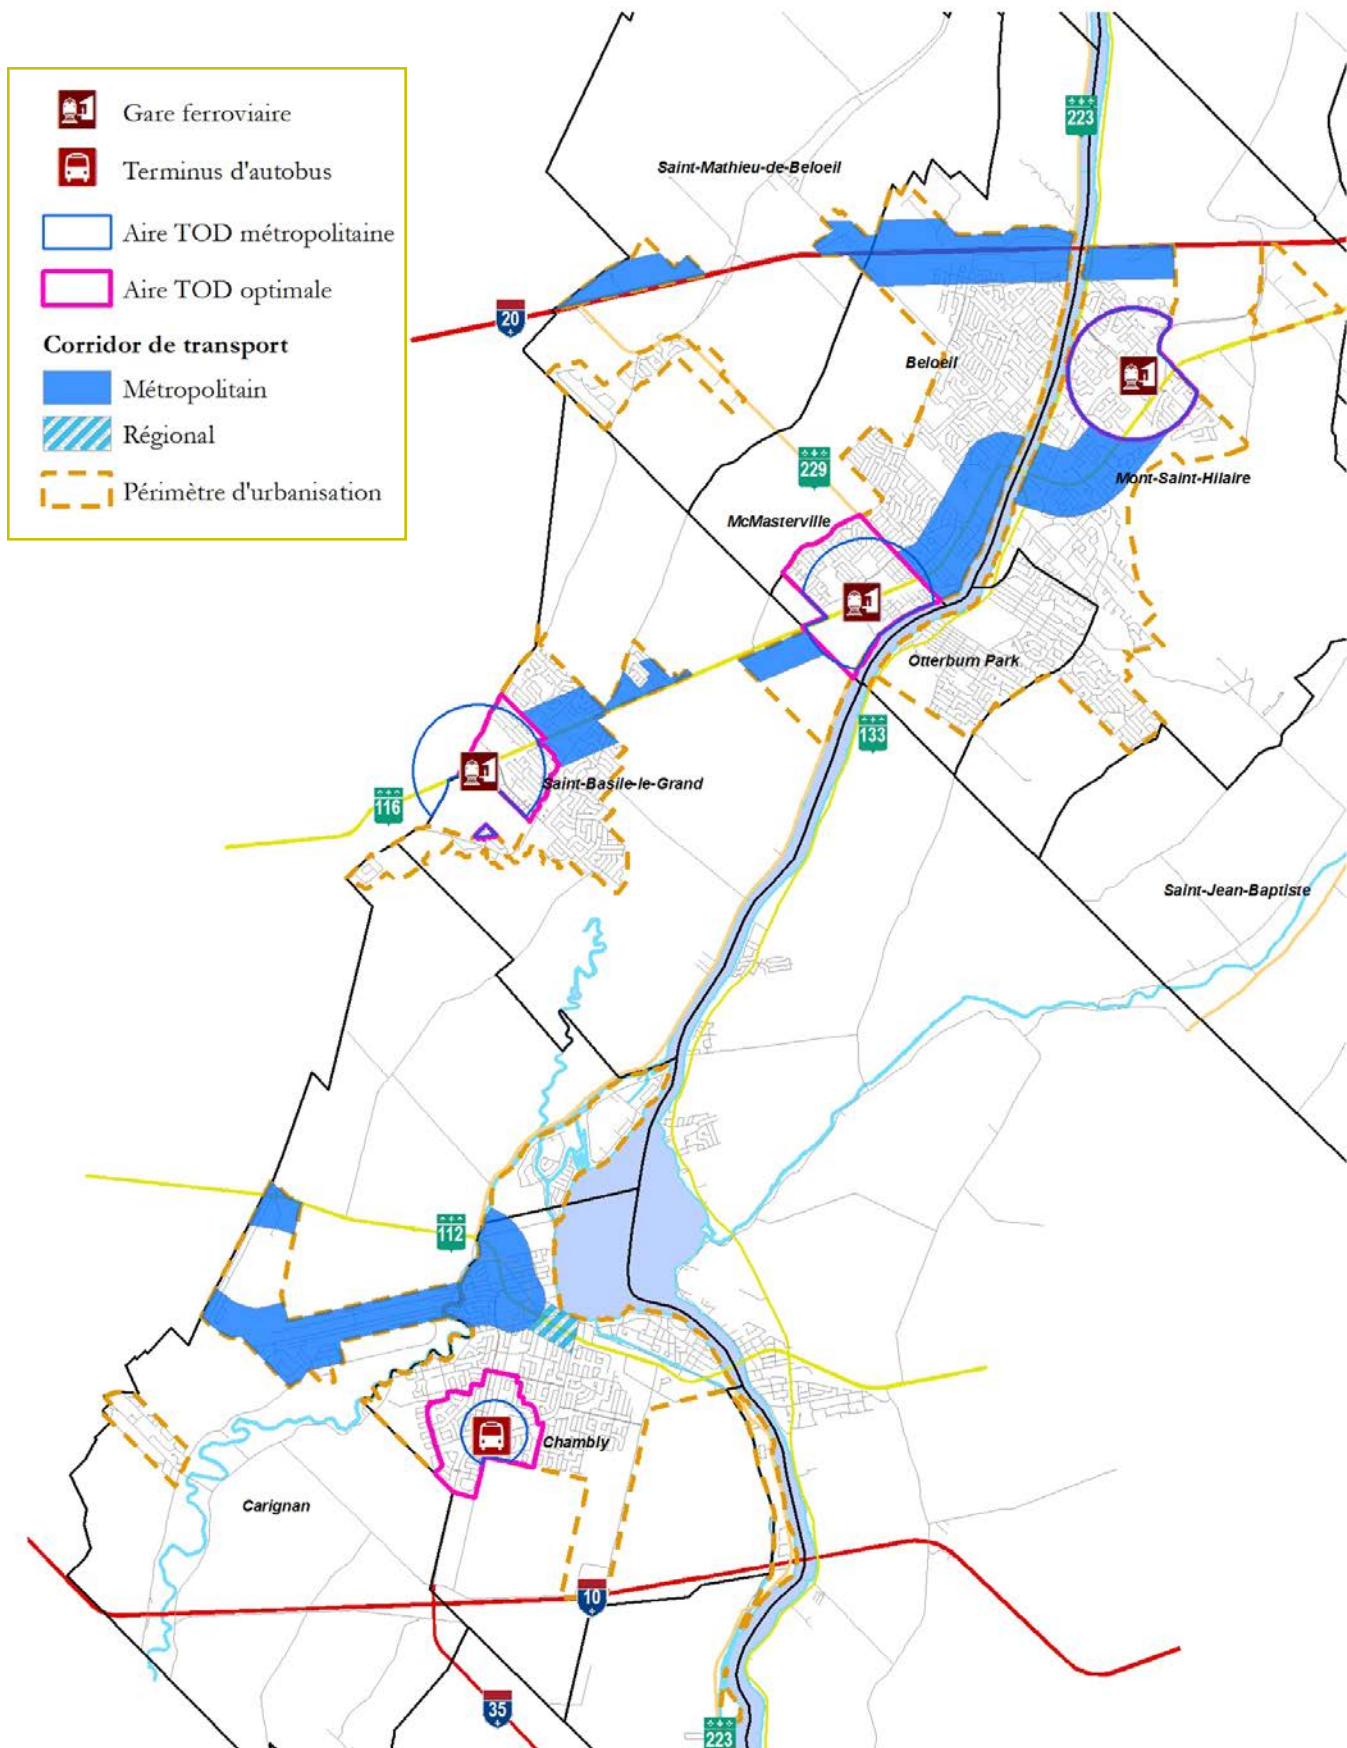 Gare ferroviaire
Terminus d'autobus
Aire TOD métropolitaine
Aire TOD optimale
Corridor de transport
Métropolitain
Régional
Périmètre d'urbanisation
223
Saint-Mathieu-de-Beloeil
20
Beloeil
229
Mont-Saint-Hilaire
McMasterville
Otterburn Park
133
Saint-Basile-le-Grand
116
Saint-Jean-Baptiste
112
Chambly
Carignan
10
35
223